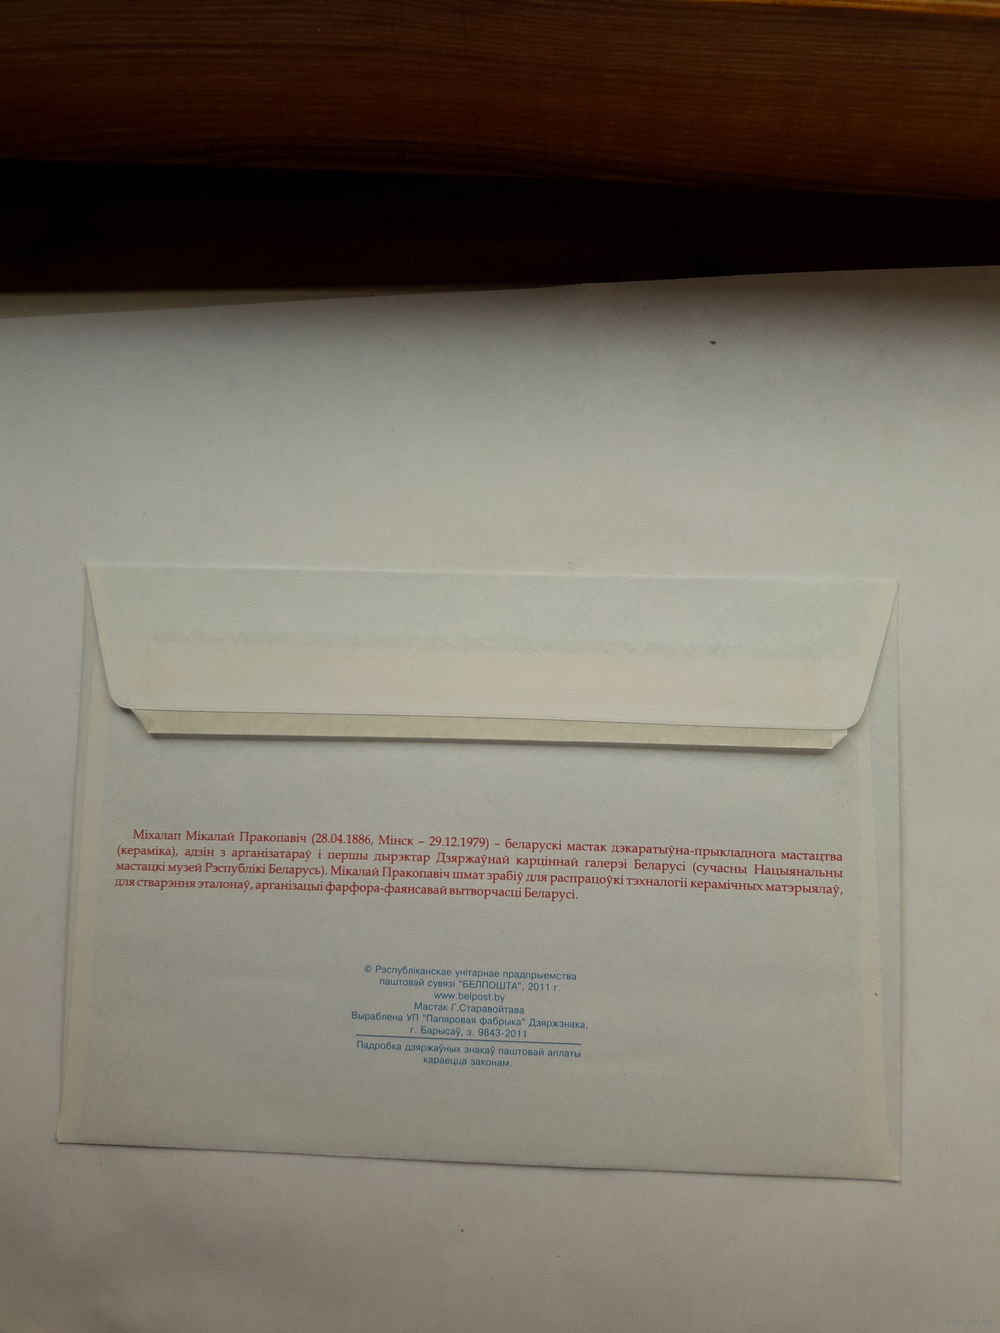 Міхалап Мікалай Пракопавіч (28.04.1886, Мінск – 29.12.1979) – беларускі мастак дэкаратыўна-прыкладнога мастацтва
(кераміка), адзін з арганізатараў і першы дырэктар Дзяржаўнай карціннай галерэі Беларусі (сучасны Нацыянальны
мастацкі музей Рэспублікі Беларусь). Мікалай Пракопавіч шмат зрабіў для распрацоўкі тэхналогіі керамічных матэрыялаў,
для стварэння эталонаў, арганізацыі фарфора-фаянсавай вытворчасці Беларусі.
© Рэспубліканскае унітарнае прадпрыемства
паштовай сувязі "БЕЛПОШТА", 2011 г.
www.belpost.by
Мастак Г.Старавойтава
Выраблена УП "Папяровая фабрыка" Дзяржзнака,
г. Барысаў, з. 9843-2011
Падробка дзяржаўных знакаў паштовай аплаты
караецца законам.